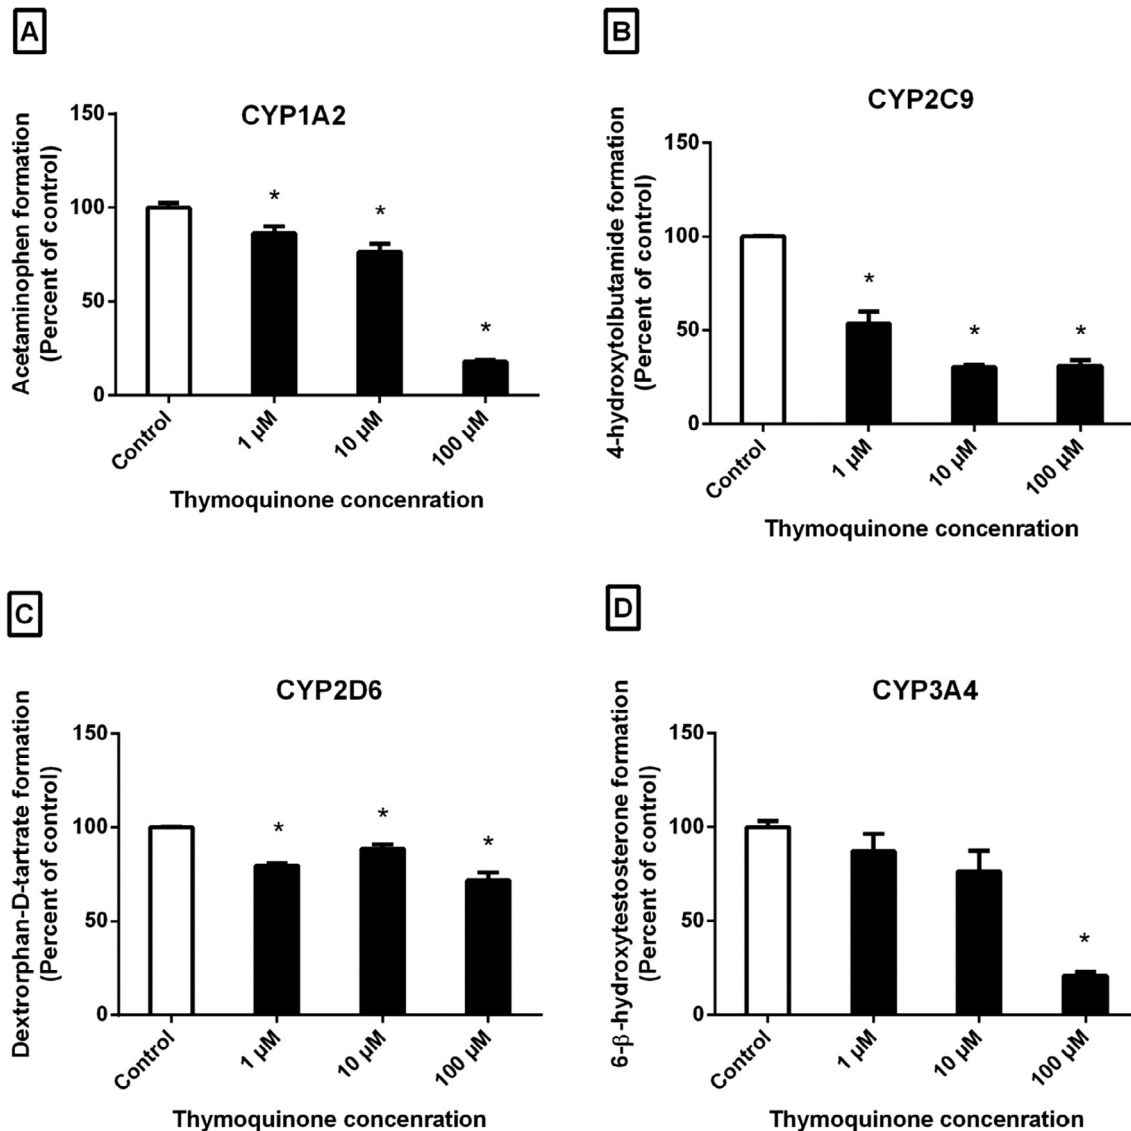 A
CYP1A2
Acetaminophen formation
(Percent of control)
150
100
50
0
*
*
*
Control
1 µM
10 µM
100 µM
Thymoquinone concenration
B
CYP2C9
4-hydroxytolbutamide formation
(Percent of control)
150
100
50
0
*
*
*
Control
1 µM
10 µM
100 µM
Thymoquinone concenration
C
CYP2D6
Dextrorphan-D-tartrate formation
(Percent of control)
150
100
50
0
*
*
*
Control
1 µM
10 µM
100 µM
Thymoquinone concenration
D
CYP3A4
6-β-hydroxytestosterone formation
(Percent of control)
150
100
50
0
*
Control
1 µM
10 µM
100 µM
Thymoquinone concenration